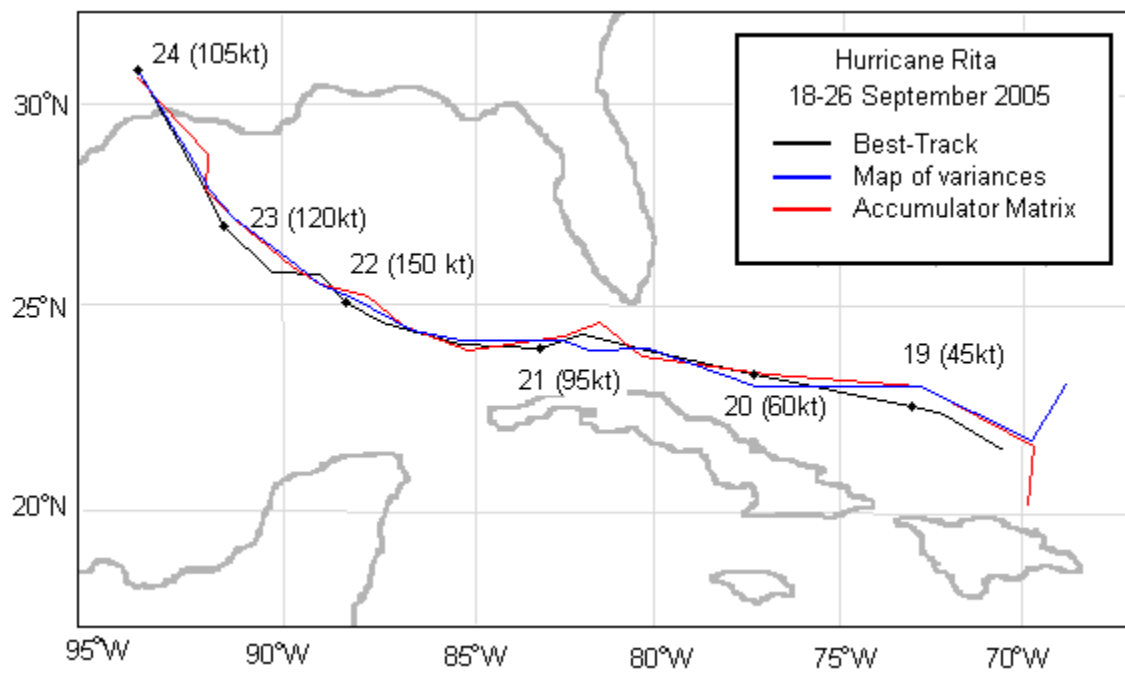 24 (105kt)
Hurricane Rita
18-26 September 2005
Best-Track
Map of variances
Accumulator Matrix
30°N
23 (120kt)
22 (150 kt)
25°N
19 (45kt)
21 (95kt)
20 (60kt)
20°N
95°W 90°W 85°W 80°W 75°W 70°W